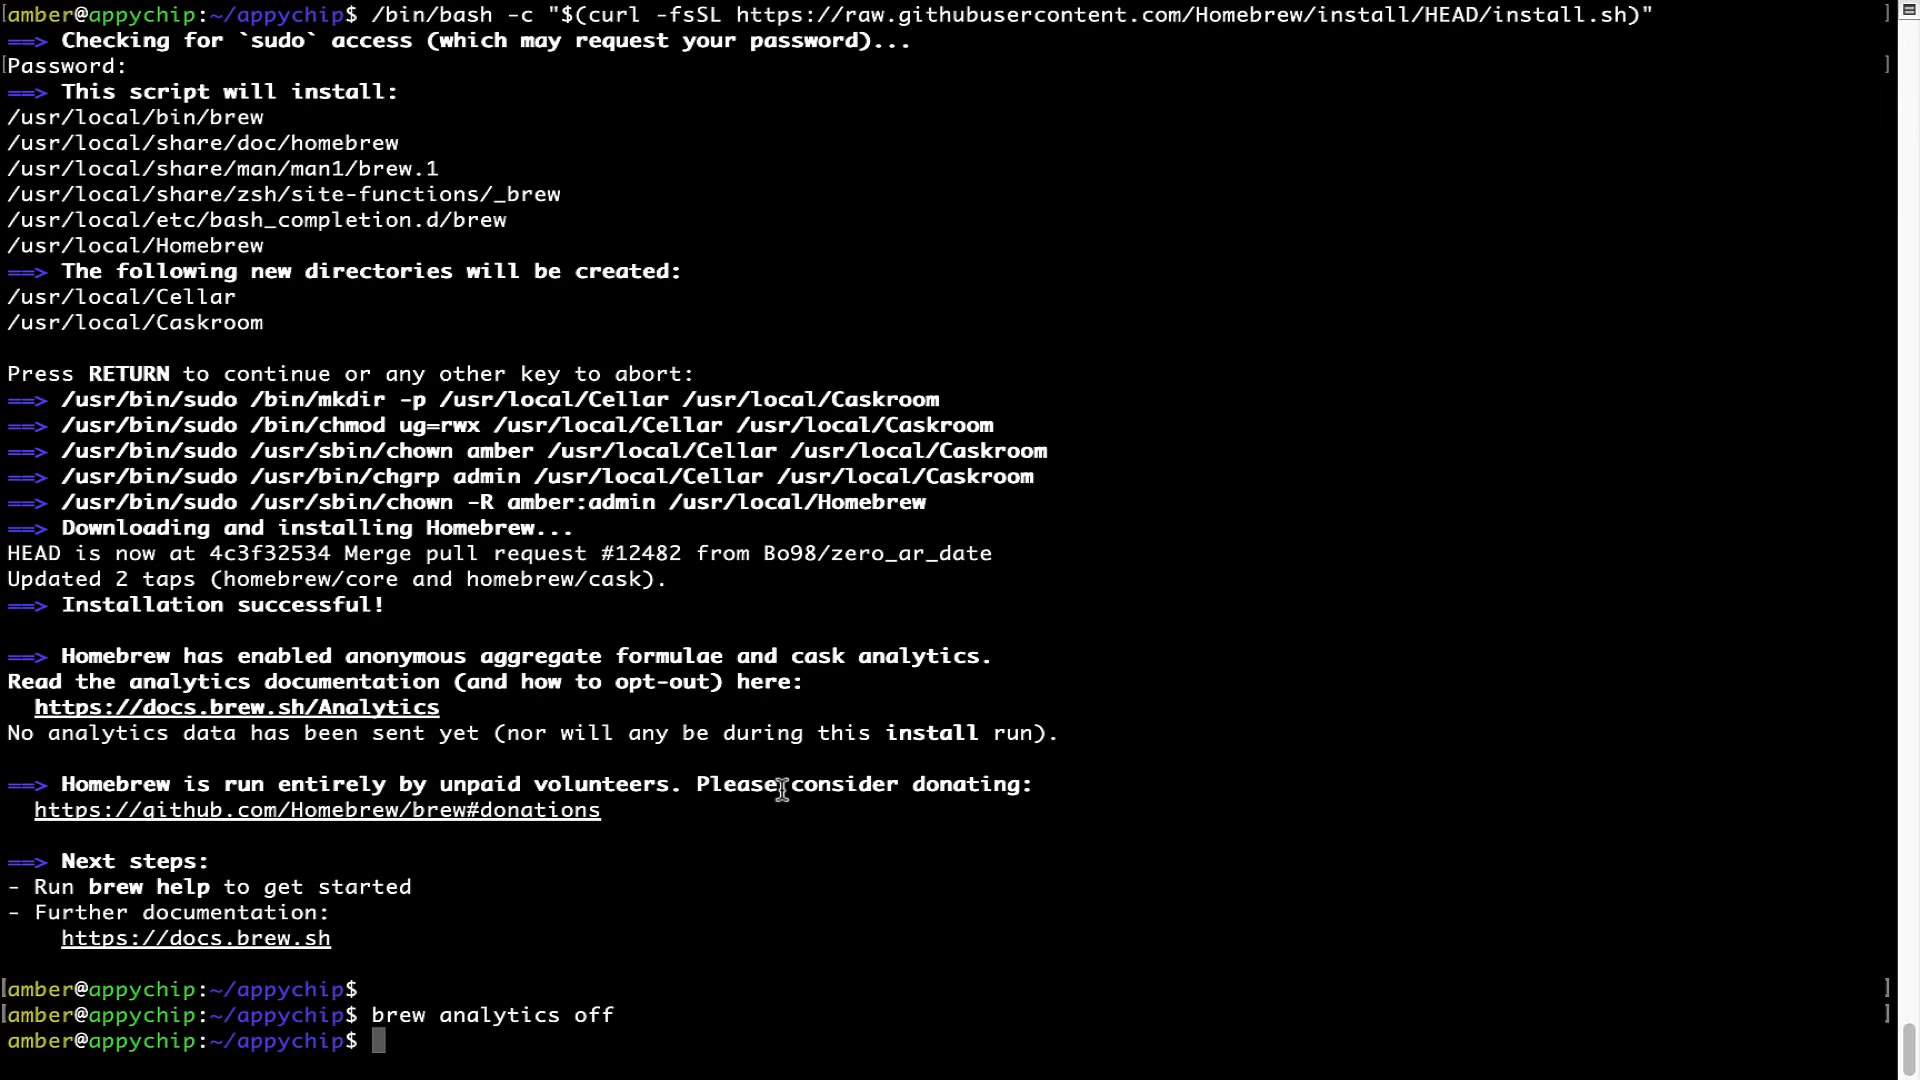 amber@appychip:~/appychip$ /bin/bash -c "$(curl -fsSL https://raw.githubusercontent.com/Homebrew/install/HEAD/install.sh)"
==> Checking for `sudo` access (which may request your password)...
Password:
==> This script will install:
/usr/local/bin/brew
/usr/local/share/doc/homebrew
/usr/local/share/man/man1/brew.1
/usr/local/share/zsh/site-functions/_brew
/usr/local/etc/bash_completion.d/brew
/usr/local/Homebrew
==> The following new directories will be created:
/usr/local/Cellar
/usr/local/Caskroom
Press RETURN to continue or any other key to abort:
==> /usr/bin/sudo /bin/mkdir -p /usr/local/Cellar /usr/local/Caskroom
==> /usr/bin/sudo /bin/chmod ug=rwx /usr/local/Cellar /usr/local/Caskroom
==> /usr/bin/sudo /usr/sbin/chown amber /usr/local/Cellar /usr/local/Caskroom
==> /usr/bin/sudo /usr/bin/chgrp admin /usr/local/Cellar /usr/local/Caskroom
==> /usr/bin/sudo /usr/sbin/chown -R amber:admin /usr/local/Homebrew
==> Downloading and installing Homebrew...
HEAD is now at 4c3f32534 Merge pull request #12482 from Bo98/zero_ar_date
Updated 2 taps (homebrew/core and homebrew/cask).
==> Installation successful!
==> Homebrew has enabled anonymous aggregate formulae and cask analytics.
Read the analytics documentation (and how to opt-out) here:
https://docs.brew.sh/Analytics
No analytics data has been sent yet (nor will any be during this install run).
==> Homebrew is run entirely by unpaid volunteers. Please consider donating:
https://github.com/Homebrew/brew#donations
==> Next steps:
- Run brew help to get started
- Further documentation:
https://docs.brew.sh
amber@appychip:~/appychip$
amber@appychip:~/appychip$ brew analytics off
amber@appychip:~/appychip$